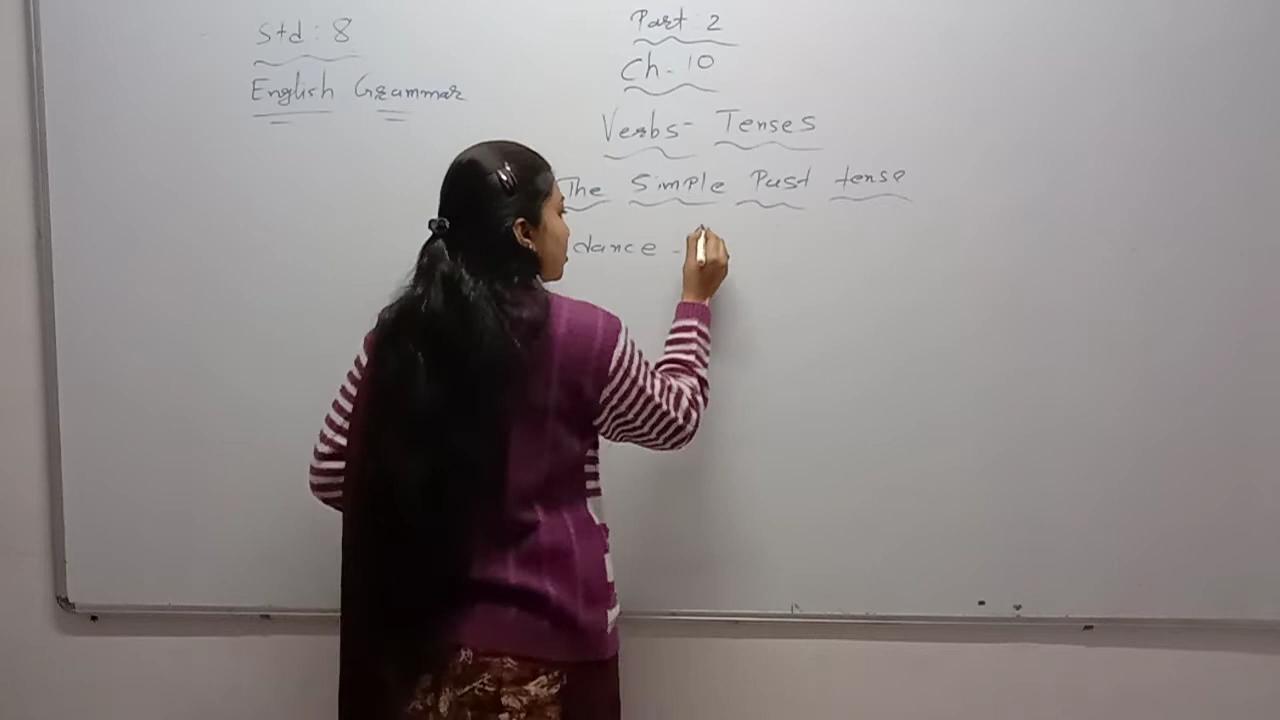 Std : 8
English Grammar
Part : 2
Ch. 10
Verbs - Tenses
The Simple Past tense
dance -